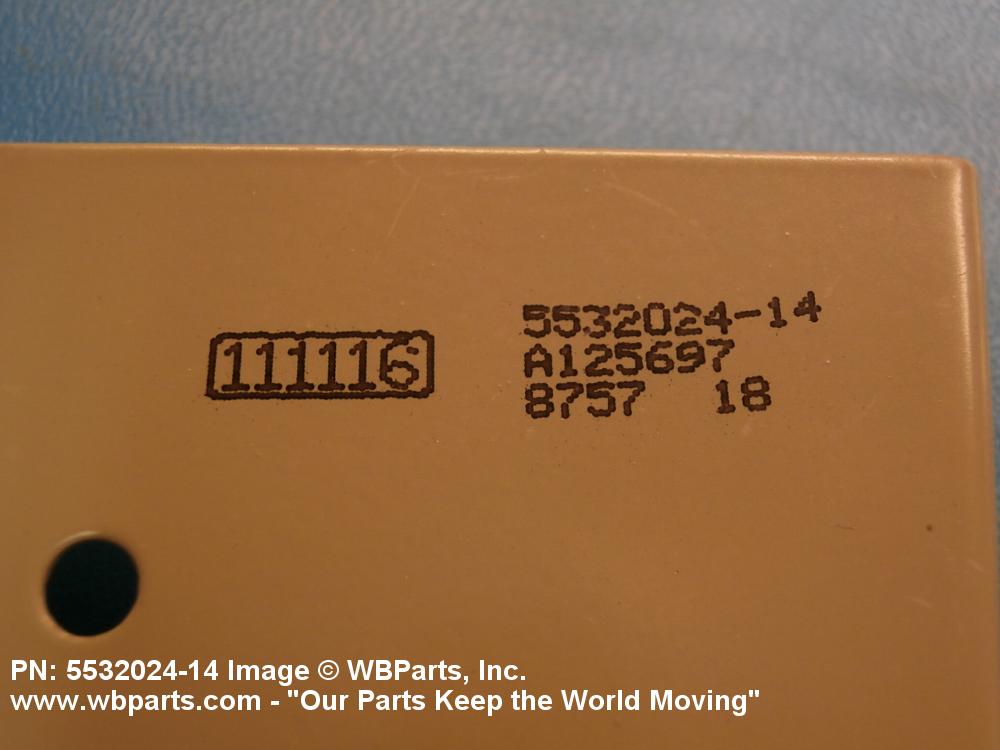 111116
5532024-14
A125697
8757 18
PN: 5532024-14 Image © WBParts, Inc.
www.wbparts.com - "Our Parts Keep the World Moving"